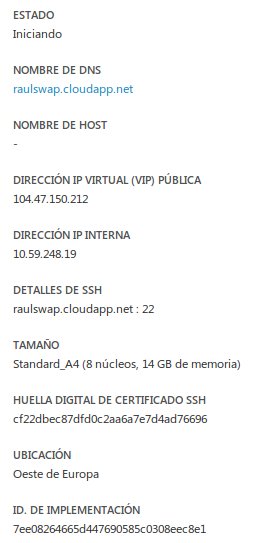 ESTADO
Iniciando
NOMBRE DE DNS
raulswap.cloudapp.net
NOMBRE DE HOST
-
DIRECCIÓN IP VIRTUAL (VIP) PÚBLICA
104.47.150.212
DIRECCIÓN IP INTERNA
10.59.248.19
DETALLES DE SSH
raulswap.cloudapp.net : 22
TAMAÑO
Standard_A4 (8 núcleos, 14 GB de memoria)
HUELLA DIGITAL DE CERTIFICADO SSH
cf22dbec87dfd0c2aa6a7e7d4ad76696
UBICACIÓN
Oeste de Europa
ID. DE IMPLEMENTACIÓN
7ee08264665d447690585c0308eec8e1